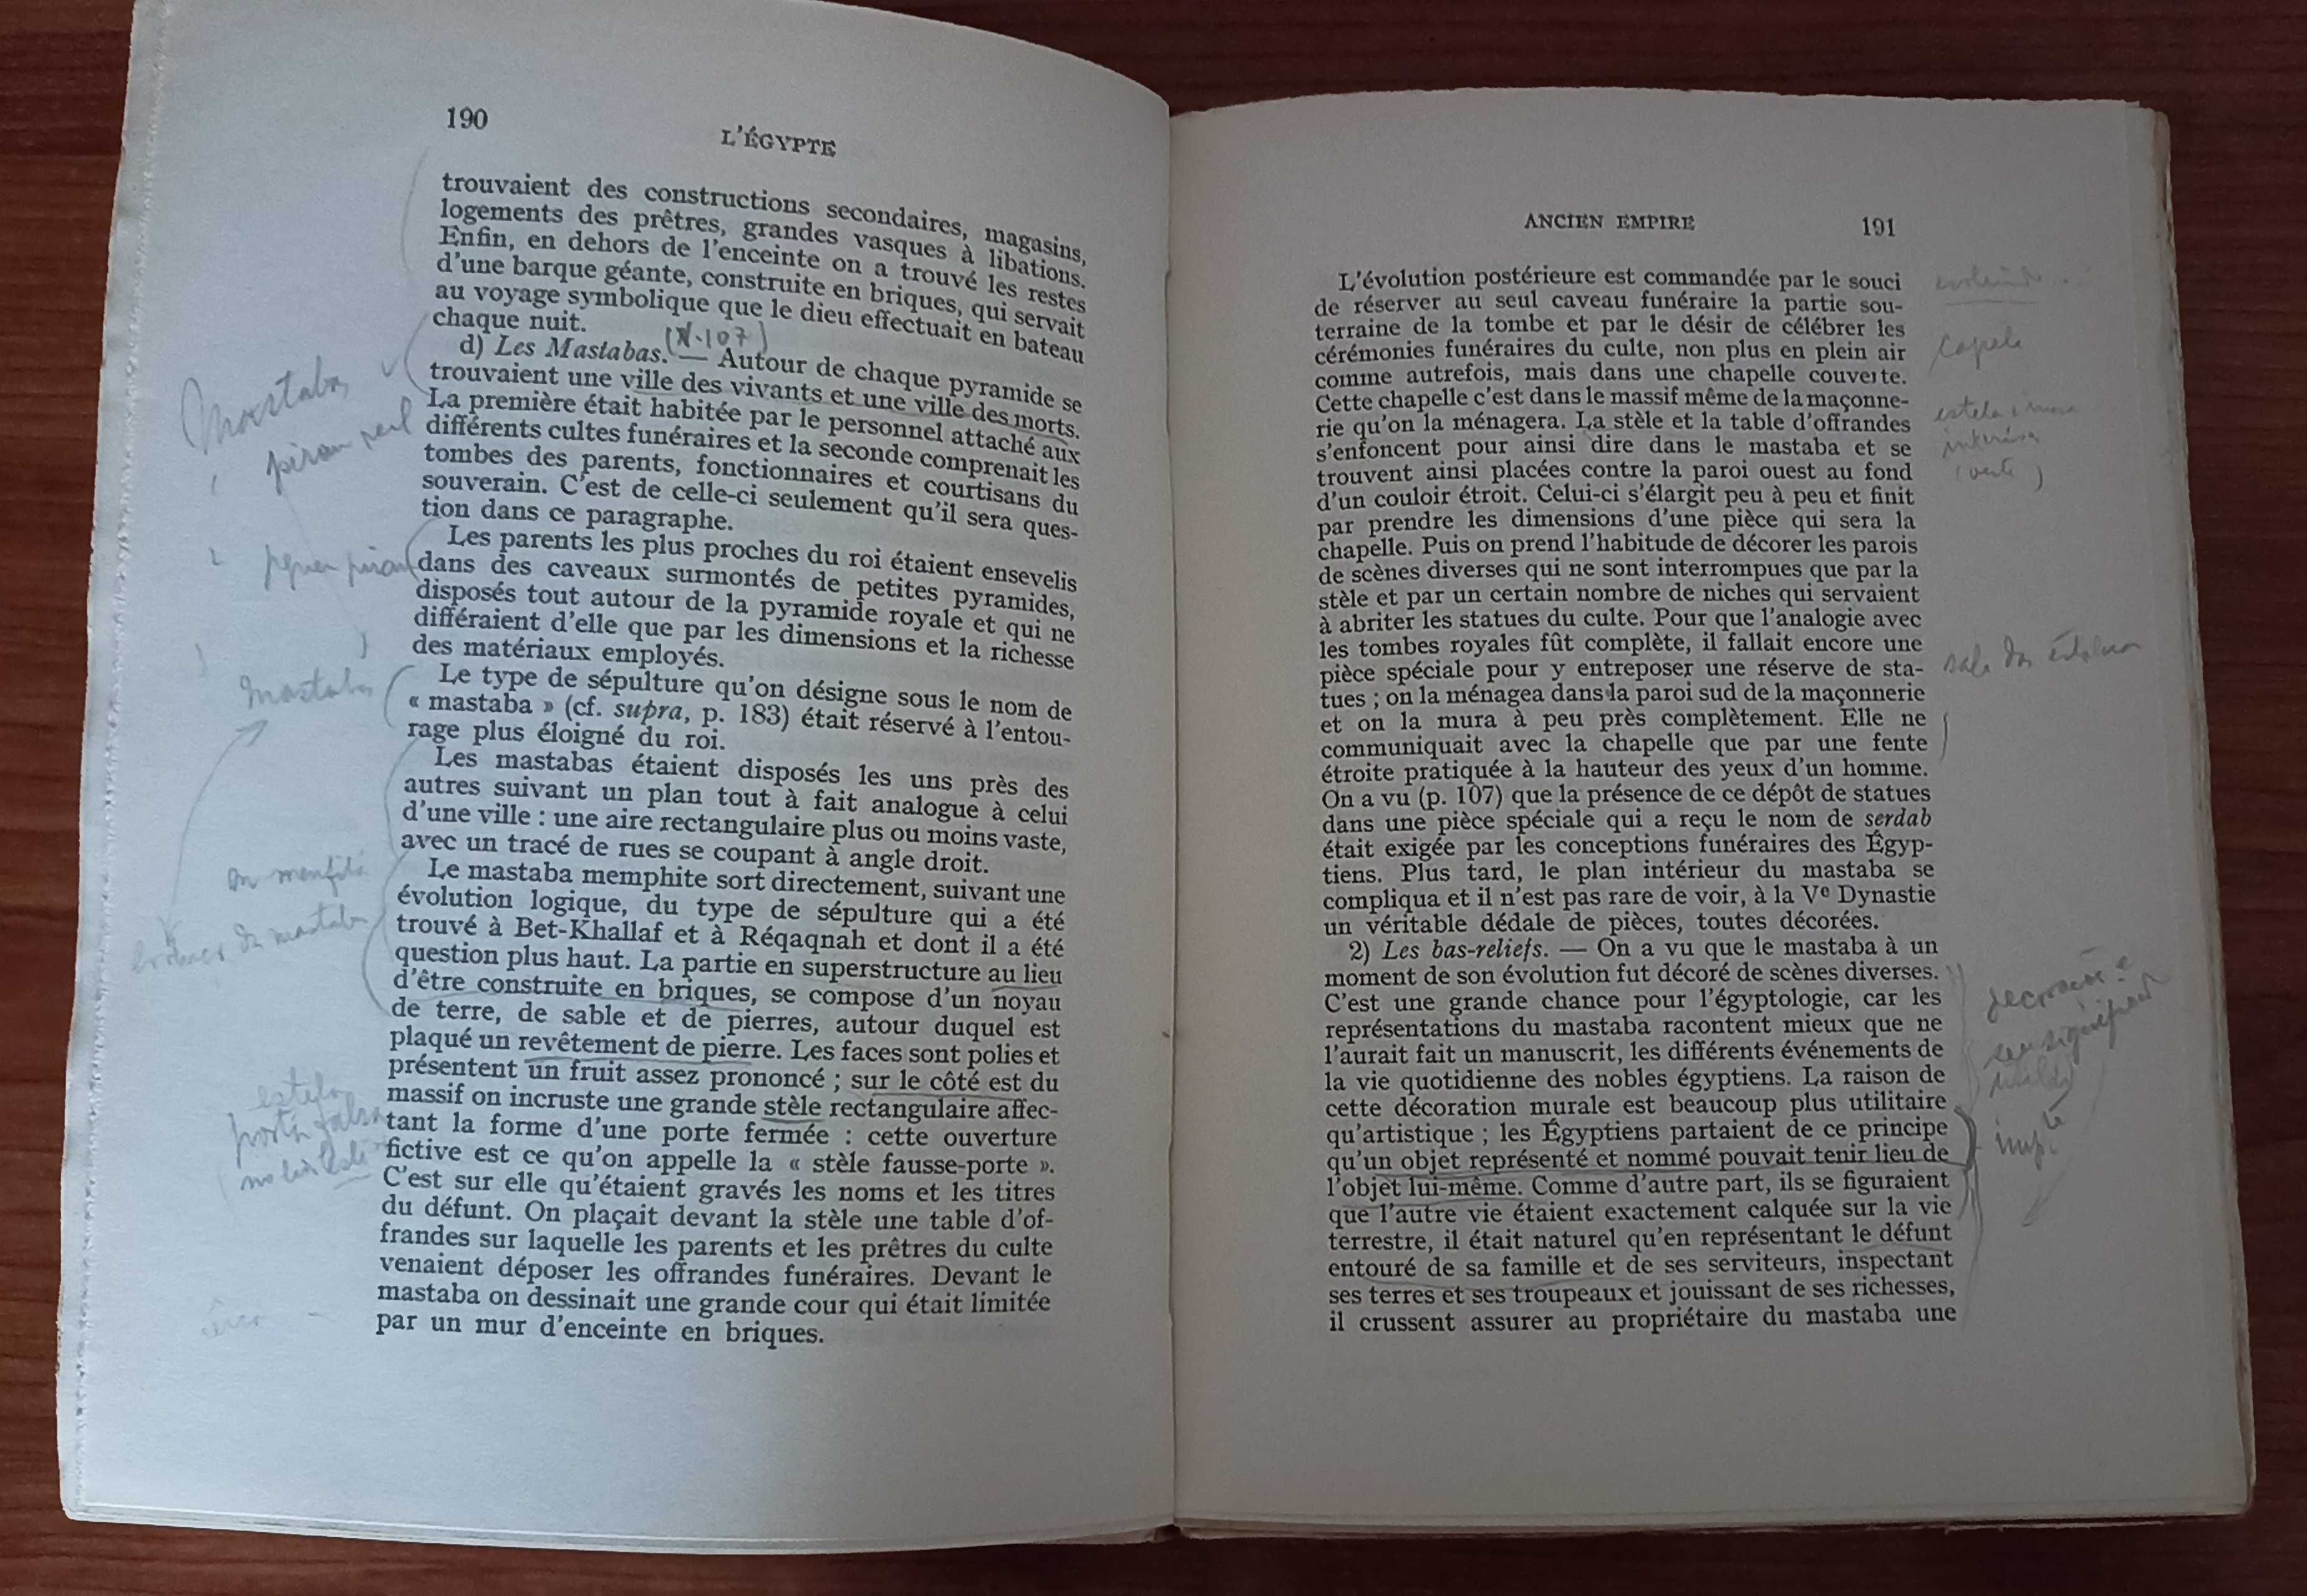 190
L'ÉGYPTE
trouvaient des constructions secondaires, magasins,
logements des prêtres, grandes vasques à libations.
Enfin, en dehors de l'enceinte on a trouvé les restes
d'une barque géante, construite en briques, qui servait
au voyage symbolique que le dieu effectuait en bateau
chaque nuit.
d) Les Mastabas. — Autour de chaque pyramide se
trouvaient une ville des vivants et une ville des morts.
La première était habitée par le personnel attaché aux
différents cultes funéraires et la seconde comprenait les
tombes des parents, fonctionnaires et courtisans du
souverain. C'est de celle-ci seulement qu'il sera ques-
tion dans ce paragraphe.
Les parents les plus proches du roi étaient ensevelis
dans des caveaux surmontés de petites pyramides,
disposés tout autour de la pyramide royale et qui ne
différaient d'elle que par les dimensions et la richesse
des matériaux employés.
Le type de sépulture qu'on désigne sous le nom de
« mastaba » (cf. supra, p. 183) était réservé à l'entou-
rage plus éloigné du roi.
Les mastabas étaient disposés les uns près des
autres suivant un plan tout à fait analogue à celui
d'une ville : une aire rectangulaire plus ou moins vaste,
avec un tracé de rues se coupant à angle droit.
Le mastaba memphite sort directement, suivant une
évolution logique, du type de sépulture qui a été
trouvé à Bet-Khallaf et à Réqaqnah et dont il a été
question plus haut. La partie en superstructure au lieu
d'être construite en briques, se compose d'un noyau
de terre, de sable et de pierres, autour duquel est
plaqué un revêtement de pierre. Les faces sont polies et
présentent un fruit assez prononcé ; sur le côté est du
massif on incruste une grande stèle rectangulaire affec-
tant la forme d'une porte fermée : cette ouverture
fictive est ce qu'on appelle la « stèle fausse-porte ».
C'est sur elle qu'étaient gravés les noms et les titres
du défunt. On plaçait devant la stèle une table d'of-
frandes sur laquelle les parents et les prêtres du culte
venaient déposer les offrandes funéraires. Devant le
mastaba on dessinait une grande cour qui était limitée
par un mur d'enceinte en briques.
Mastabas
2
mastabas
estela
porta falsa
ANCIEN EMPIRE
191
L'évolution postérieure est commandée par le souci
de réserver au seul caveau funéraire la partie sou-
terraine de la tombe et par le désir de célébrer les
cérémonies funéraires du culte, non plus en plein air
comme autrefois, mais dans une chapelle couverte.
Cette chapelle c'est dans le massif même de la maçonne-
rie qu'on la ménagera. La stèle et la table d'offrandes
s'enfoncent pour ainsi dire dans le mastaba et se
trouvent ainsi placées contre la paroi ouest au fond
d'un couloir étroit. Celui-ci s'élargit peu à peu et finit
par prendre les dimensions d'une pièce qui sera la
chapelle. Puis on prend l'habitude de décorer les parois
de scènes diverses qui ne sont interrompues que par la
stèle et par un certain nombre de niches qui servaient
à abriter les statues du culte. Pour que l'analogie avec
les tombes royales fût complète, il fallait encore une
pièce spéciale pour y entreposer une réserve de sta-
tues ; on la ménagea dans la paroi sud de la maçonnerie
et on la mura à peu près complètement. Elle ne
communiquait avec la chapelle que par une fente
étroite pratiquée à la hauteur des yeux d'un homme.
On a vu (p. 107) que la présence de ce dépôt de statues
dans une pièce spéciale qui a reçu le nom de serdab
était exigée par les conceptions funéraires des Égyp-
tiens. Plus tard, le plan intérieur du mastaba se
compliqua et il n'est pas rare de voir, à la Ve Dynastie
un véritable dédale de pièces, toutes décorées.
2) Les bas-reliefs. — On a vu que le mastaba à un
moment de son évolution fut décoré de scènes diverses.
C'est une grande chance pour l'égyptologie, car les
représentations du mastaba racontent mieux que ne
l'aurait fait un manuscrit, les différents événements de
la vie quotidienne des nobles égyptiens. La raison de
cette décoration murale est beaucoup plus utilitaire
qu'artistique ; les Égyptiens partaient de ce principe
qu'un objet représenté et nommé pouvait tenir lieu de
l'objet lui-même. Comme d'autre part, ils se figuraient
que l'autre vie étaient exactement calquée sur la vie
terrestre, il était naturel qu'en représentant le défunt
entouré de sa famille et de ses serviteurs, inspectant
ses terres et ses troupeaux et jouissant de ses richesses,
il crussent assurer au propriétaire du mastaba une
capela